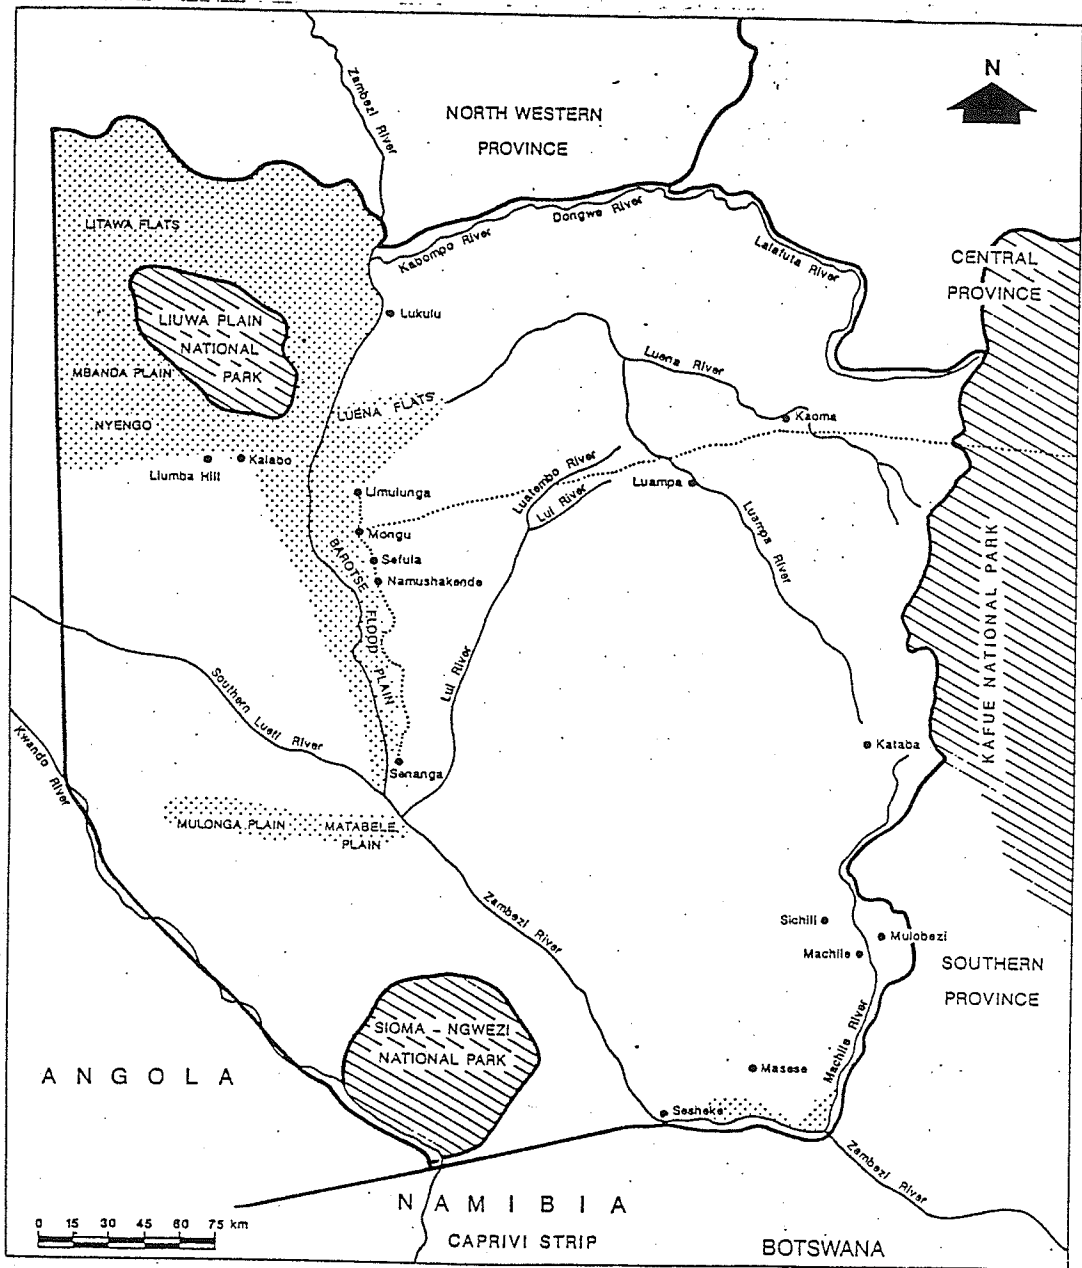 N
Zambezi River
NORTH WESTERN
PROVINCE
LITAWA FLATS
Kabompo River
Dongwe River
Lalafuta River
CENTRAL
PROVINCE
LIUWA PLAIN
NATIONAL
PARK
Lukulu
MBANDA PLAIN
Luena River
LUENA FLATS
NYENGO
Kaoma
Kalabo
Liumba Hill
Limulunga
Lualembo River
Lui River
Luampa
Luampa River
Mongu
Sefula
Namushakende
BAROTSE
FLOOD
PLAIN
KAFUE NATIONAL PARK
Lui River
Southern Lueti River
Kwando River
Kataba
Senanga
MULONGA PLAIN
MATABELE
PLAIN
Zambezi River
Sichili
Mulobezi
Machile
SOUTHERN
PROVINCE
Machile River
SIOMA - NGWEZI
NATIONAL PARK
Masese
ANGOLA
Sesheke
Zambezi River
NAMIBIA
CAPRIVI STRIP
BOTSWANA
0 15 30 45 60 75 km